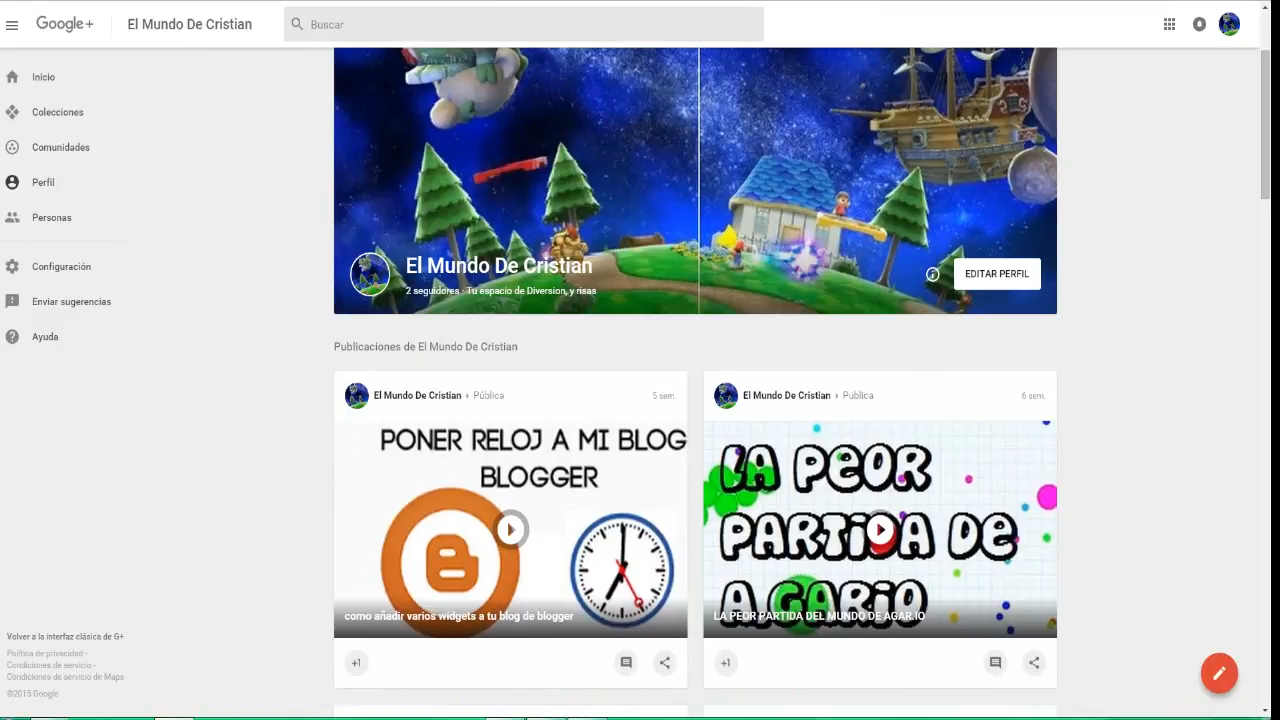 Google+
El Mundo De Cristian
Buscar
Inicio
Colecciones
Comunidades
Perfil
Personas
Configuración
Enviar sugerencias
Ayuda
El Mundo De Cristian
2 seguidores · Tu espacio de Diversion, y risas
EDITAR PERFIL
Publicaciones de El Mundo De Cristian
El Mundo De Cristian Pública
5 sem.
PONER RELOJ A MI BLOG
BLOGGER
como añadir varios widgets a tu blog de blogger
+1
El Mundo De Cristian Pública
6 sem.
LA PEOR
PARTIDA DE
A GARIO
LA PEOR PARTIDA DEL MUNDO DE AGAR.IO
+1
Volver a la interfaz clásica de G+
Política de privacidad -
Condiciones de servicio -
Condiciones de servicio de Maps
©2015 Google